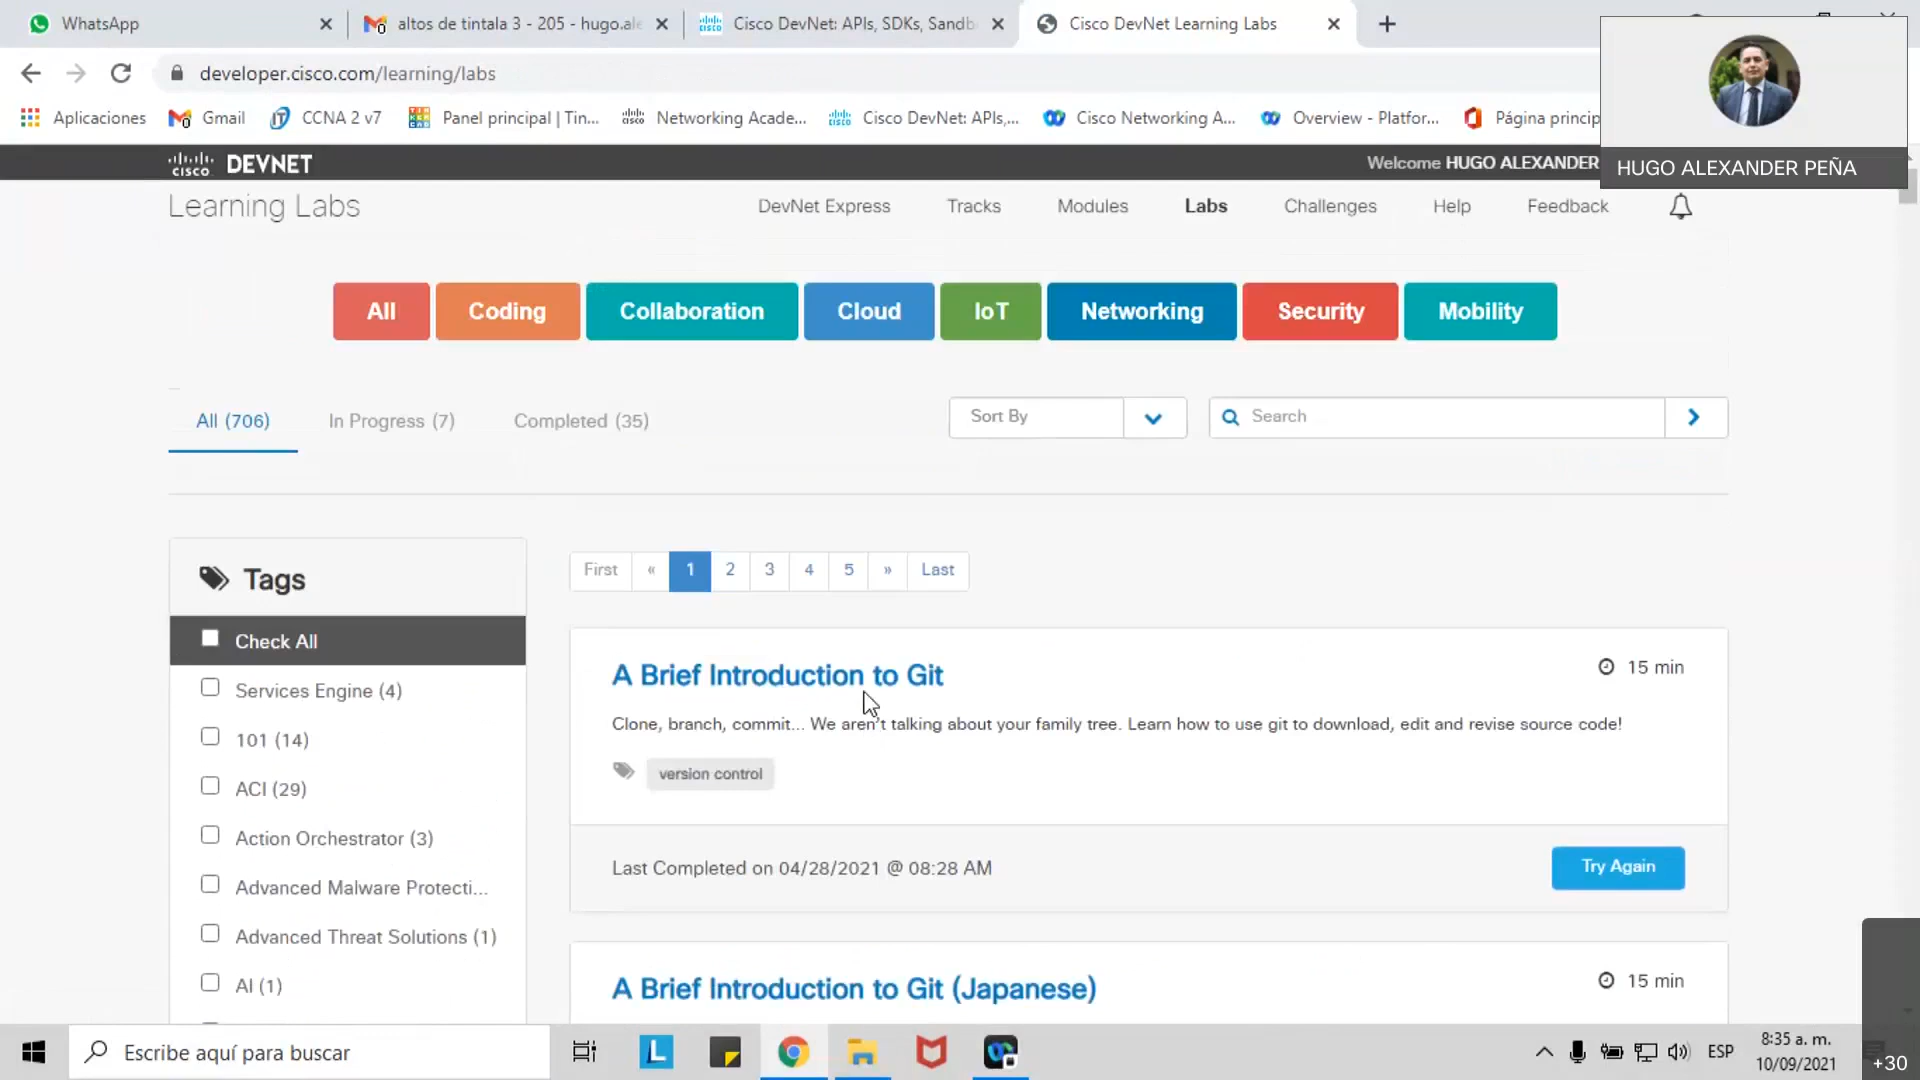 WhatsApp
altos de tintala 3 - 205 - hugo.ale
Cisco DevNet: APIs, SDKs, Sandb
Cisco DevNet Learning Labs
developer.cisco.com/learning/labs
Aplicaciones
Gmail
CCNA 2 v7
Panel principal | Tin...
Networking Acade...
Cisco DevNet: APIs,...
Cisco Networking A...
Overview - Platfor...
Página princip
HUGO ALEXANDER PEÑA
CISCO DEVNET
Welcome HUGO ALEXANDER
Learning Labs
DevNet Express
Tracks
Modules
Labs
Challenges
Help
Feedback
All
Coding
Collaboration
Cloud
IoT
Networking
Security
Mobility
All (706)
In Progress (7)
Completed (35)
Sort By
Search
Tags
Check All
Services Engine (4)
101 (14)
ACI (29)
Action Orchestrator (3)
Advanced Malware Protecti...
Advanced Threat Solutions (1)
AI (1)
First « 1 2 3 4 5 » Last
A Brief Introduction to Git
15 min
Clone, branch, commit... We aren't talking about your family tree. Learn how to use git to download, edit and revise source code!
version control
Last Completed on 04/28/2021 @ 08:28 AM
Try Again
A Brief Introduction to Git (Japanese)
15 min
Escribe aquí para buscar
ESP
8:35 a. m.
10/09/2021
+30